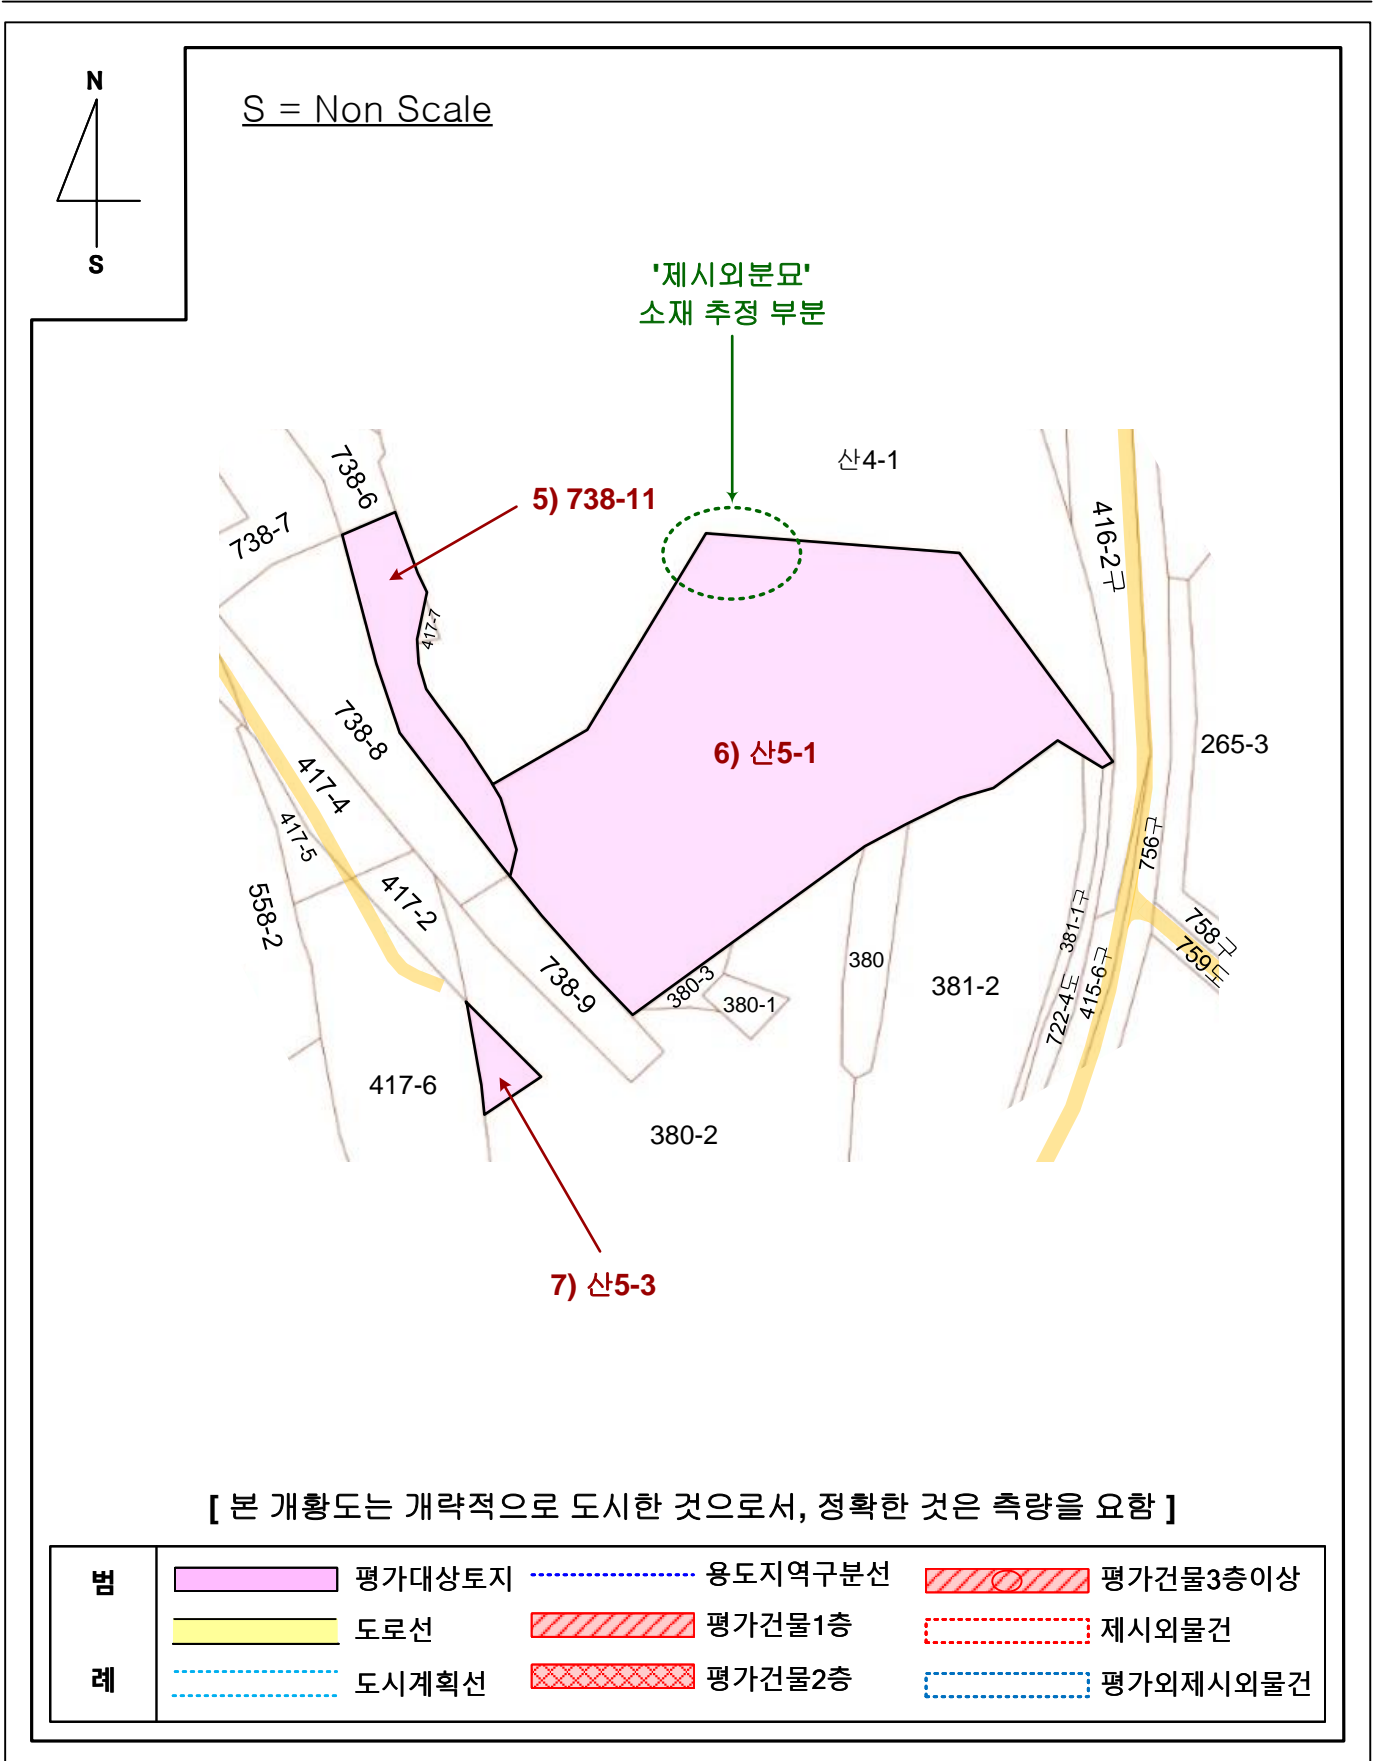 N
S
S = Non Scale
'제시외분묘'
소재 추정 부분
산4-1
738-6
5) 738-11
738-7
416-2구
417-7
738-8
6) 산5-1
265-3
417-4
417-5
756구
417-2
558-2
381-1구
758구
759도
738-9
380-3
380-1
380
381-2
722-4도
415-6구
417-6
380-2
7) 산5-3
[ 본 개황도는 개략적으로 도시한 것으로서, 정확한 것은 측량을 요함 ]
범 례
평가대상토지
용도지역구분선
평가건물3층이상
도로선
평가건물1층
제시외물건
도시계획선
평가건물2층
평가외제시외물건